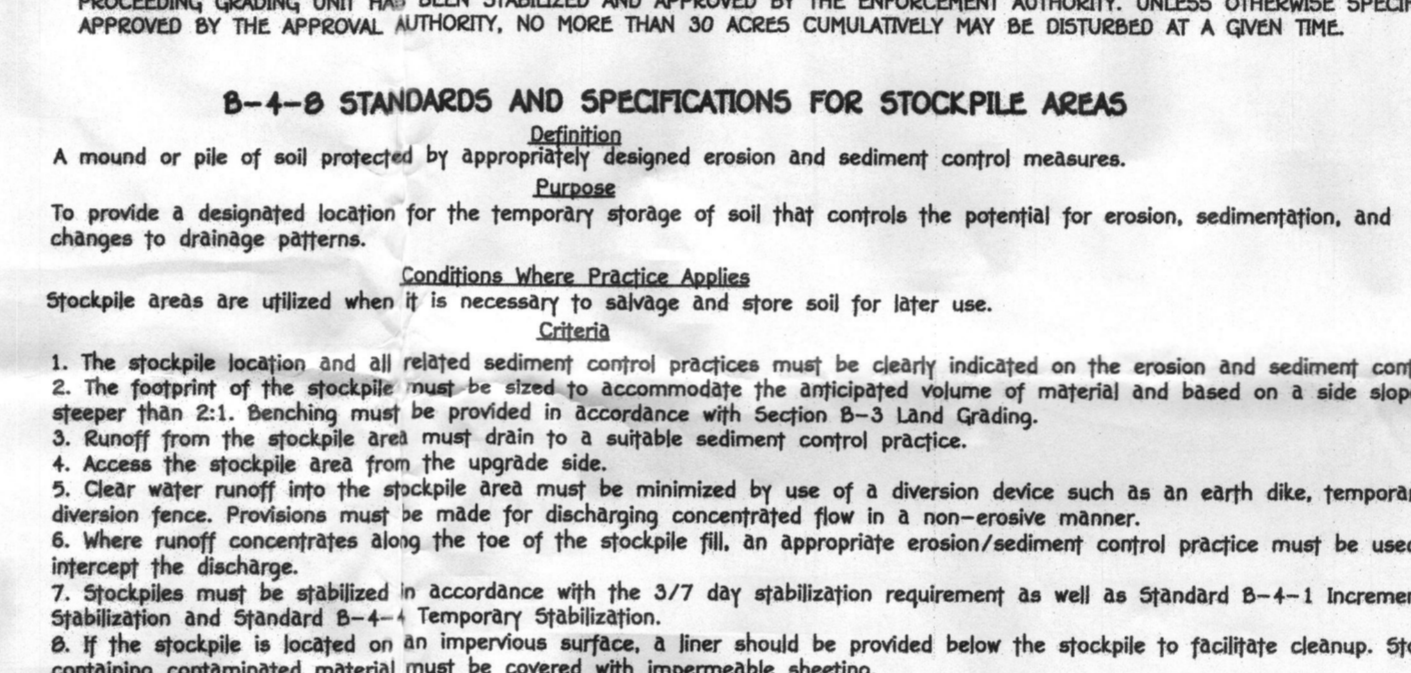 PROCEEDING GRADING UNIT HAS BEEN STABILIZED AND APPROVED BY THE ENFORCEMENT AUTHORITY. UNLESS OTHERWISE SPECIF
APPROVED BY THE APPROVAL AUTHORITY, NO MORE THAN 30 ACRES CUMULATIVELY MAY BE DISTURBED AT A GIVEN TIME.
B-4-8 STANDARDS AND SPECIFICATIONS FOR STOCKPILE AREAS
Definition
A mound or pile of soil protected by appropriately designed erosion and sediment control measures.
Purpose
To provide a designated location for the temporary storage of soil that controls the potential for erosion, sedimentation, and
changes to drainage patterns.
Conditions Where Practice Applies
Stockpile areas are utilized when it is necessary to salvage and store soil for later use.
Criteria
1. The stockpile location and all related sediment control practices must be clearly indicated on the erosion and sediment cont
2. The footprint of the stockpile must be sized to accommodate the anticipated volume of material and based on a side slop
steeper than 2:1. Benching must be provided in accordance with Section B-3 Land Grading.
3. Runoff from the stockpile area must drain to a suitable sediment control practice.
4. Access the stockpile area from the upgrade side.
5. Clear water runoff into the stockpile area must be minimized by use of a diversion device such as an earth dike, temporar
diversion fence. Provisions must be made for discharging concentrated flow in a non-erosive manner.
6. Where runoff concentrates along the toe of the stockpile fill, an appropriate erosion/sediment control practice must be used
intercept the discharge.
7. Stockpiles must be stabilized in accordance with the 3/7 day stabilization requirement as well as Standard B-4-1 Incremen
Stabilization and Standard B-4-4 Temporary Stabilization.
8. If the stockpile is located on an impervious surface, a liner should be provided below the stockpile to facilitate cleanup. Sto
containing contaminated material must be covered with impermeable sheeting.